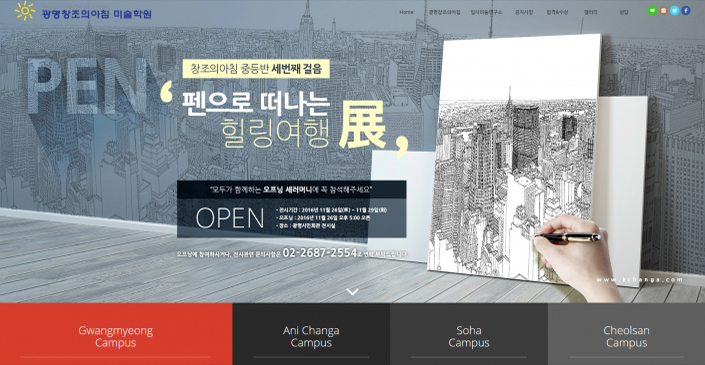 광명창조의아침 미술학원
Home 광명창조의아침 입시미술연구소 공지사항 합격&수상 갤러리 상담
PEN
창조의아침 중등반 세번째 걸음
‘ 펜으로 떠나는
힐링여행 展,
"모두가 함께하는 오프닝 세러머니에 꼭 참석해주세요"
OPEN
- 전시기간 : 2016년 11월 26일(토) ~ 11월 29일(화)
- 오프닝 : 2016년 11월 26일 오후 5:00 오픈
- 장소 : 광명시민회관 전시실
오프닝에 참여하시거나, 전시관련 문의사항은 02-2687-2554로
www.kchanga.com
Gwangmyeong
Campus
Ani Changa
Campus
Soha
Campus
Cheolsan
Campus